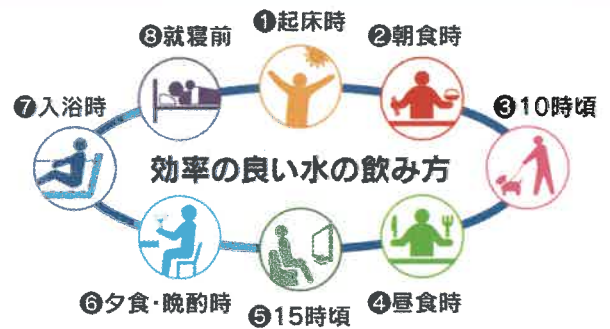 効率の良い水の飲み方
❶起床時
❷朝食時
❸10時頃
❹昼食時
❺15時頃
❻夕食・晩酌時
❼入浴時
❽就寝前